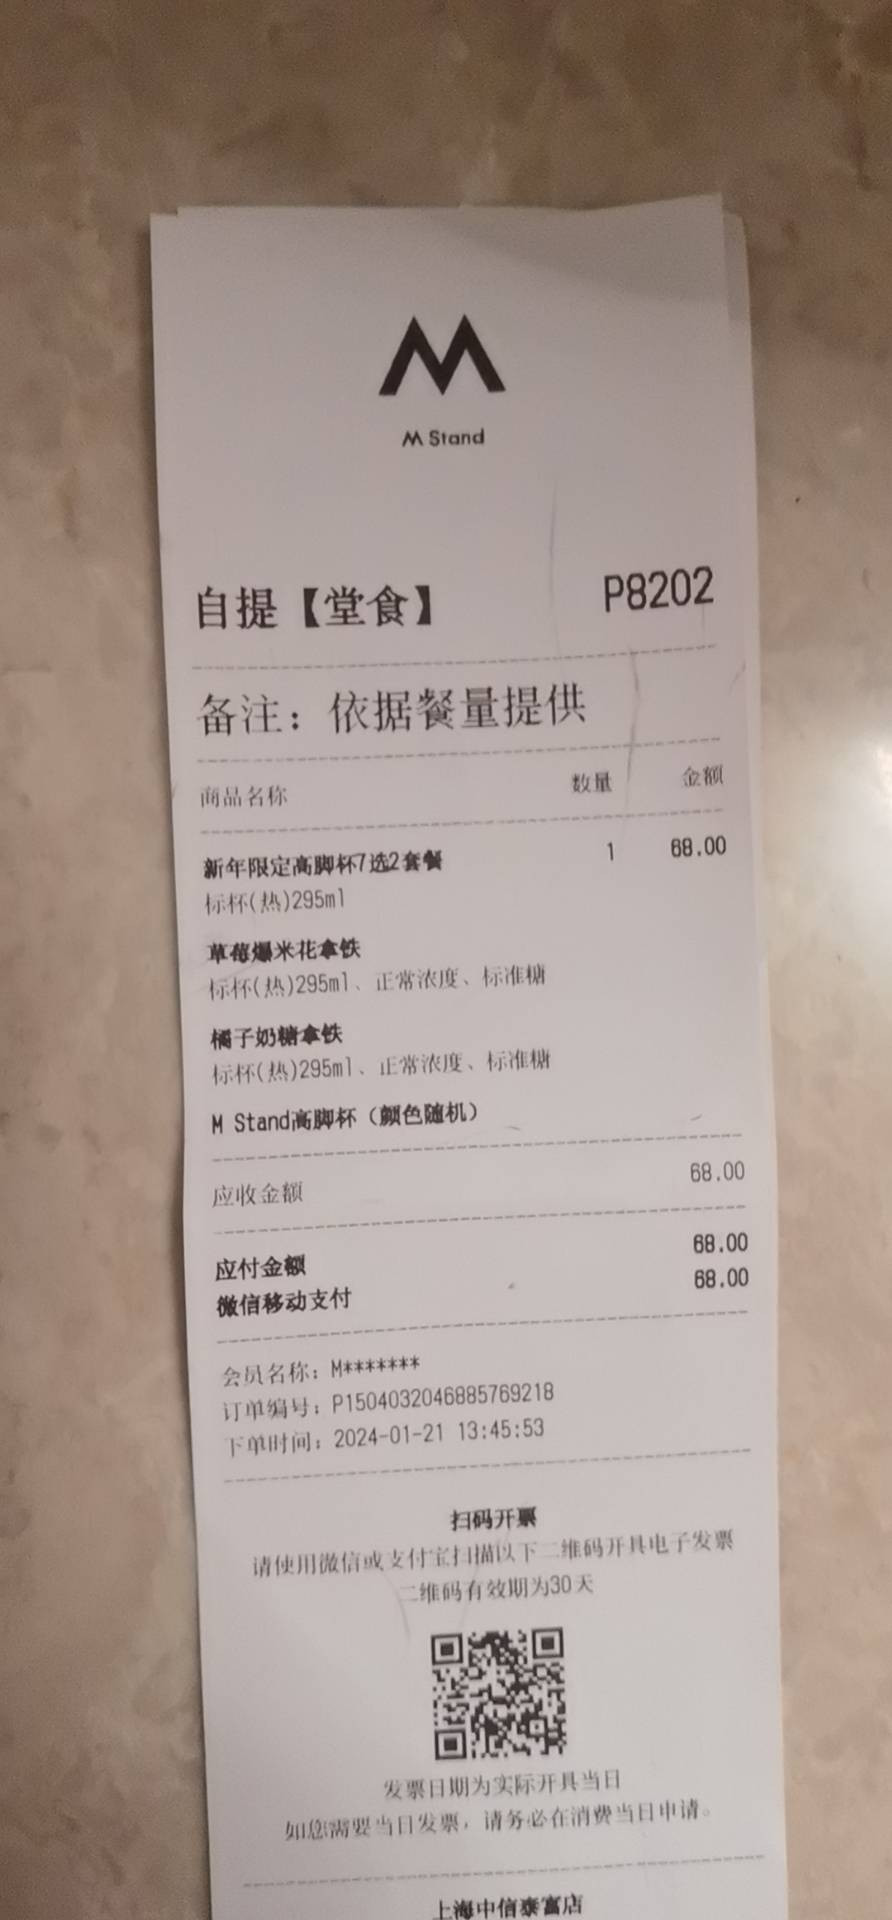 M Stand
自提【堂食】 P8202
备注：依据餐量提供
商品名称 数量 金额
新年限定高脚杯7选2套餐 1 68.00
标杯(热)295ml
草莓爆米花拿铁
标杯(热)295ml、正常浓度、标准糖
橘子奶糖拿铁
标杯(热)295ml、正常浓度、标准糖
M Stand高脚杯（颜色随机）
应收金额 68.00
应付金额 68.00
微信移动支付 68.00
会员名称：M*******
订单编号：P1504032046885769218
下单时间：2024-01-21 13:45:53
扫码开票
请使用微信或支付宝扫描以下二维码开具电子发票
二维码有效期为30天
发票日期为实际开具当日
如您需要当日发票，请务必在消费当日申请。
上海中信泰富店